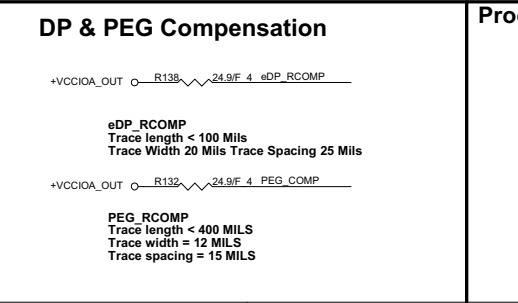 DP & PEG Compensation
+VCCIOA_OUT R138 24.9/F 4 eDP_RCOMP
eDP_RCOMP
Trace length < 100 Mils
Trace Width 20 Mils Trace Spacing 25 Mils
+VCCIOA_OUT R132 24.9/F 4 PEG_COMP
PEG_RCOMP
Trace length < 400 MILS
Trace width = 12 MILS
Trace spacing = 15 MILS